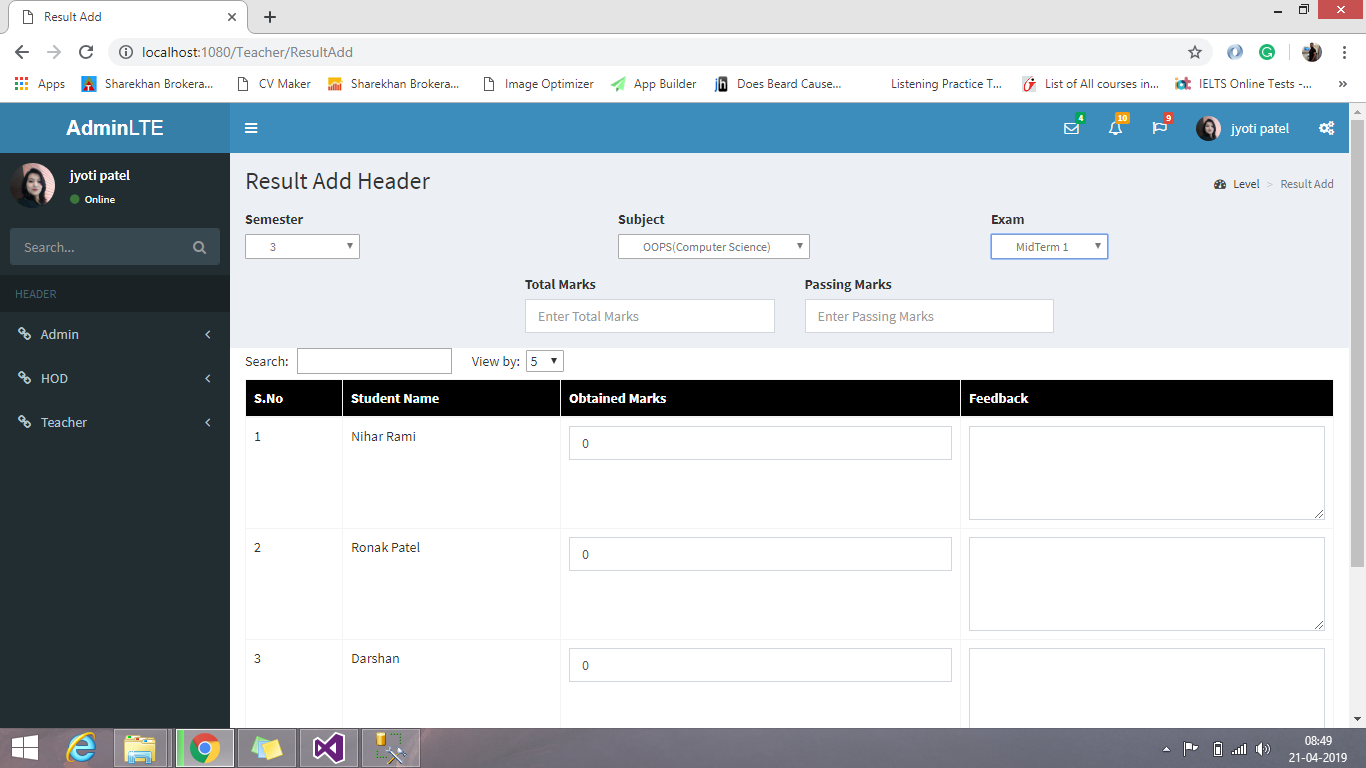 Result Add
localhost:1080/Teacher/ResultAdd
Apps Sharekhan Brokera... CV Maker Sharekhan Brokera... Image Optimizer App Builder Does Beard Cause... Listening Practice T... List of All courses in... IELTS Online Tests -... »
AdminLTE 4 10 9 jyoti patel
jyoti patel
Online
Search...
HEADER
Admin
HOD
Teacher
Result Add Header
Level > Result Add
Semester Subject Exam
3 OOPS(Computer Science) MidTerm 1
Total Marks Passing Marks
Enter Total Marks Enter Passing Marks
Search: View by: 5
S.No Student Name Obtained Marks Feedback
1 Nihar Rami 0
2 Ronak Patel 0
3 Darshan 0
08:49
21-04-2019